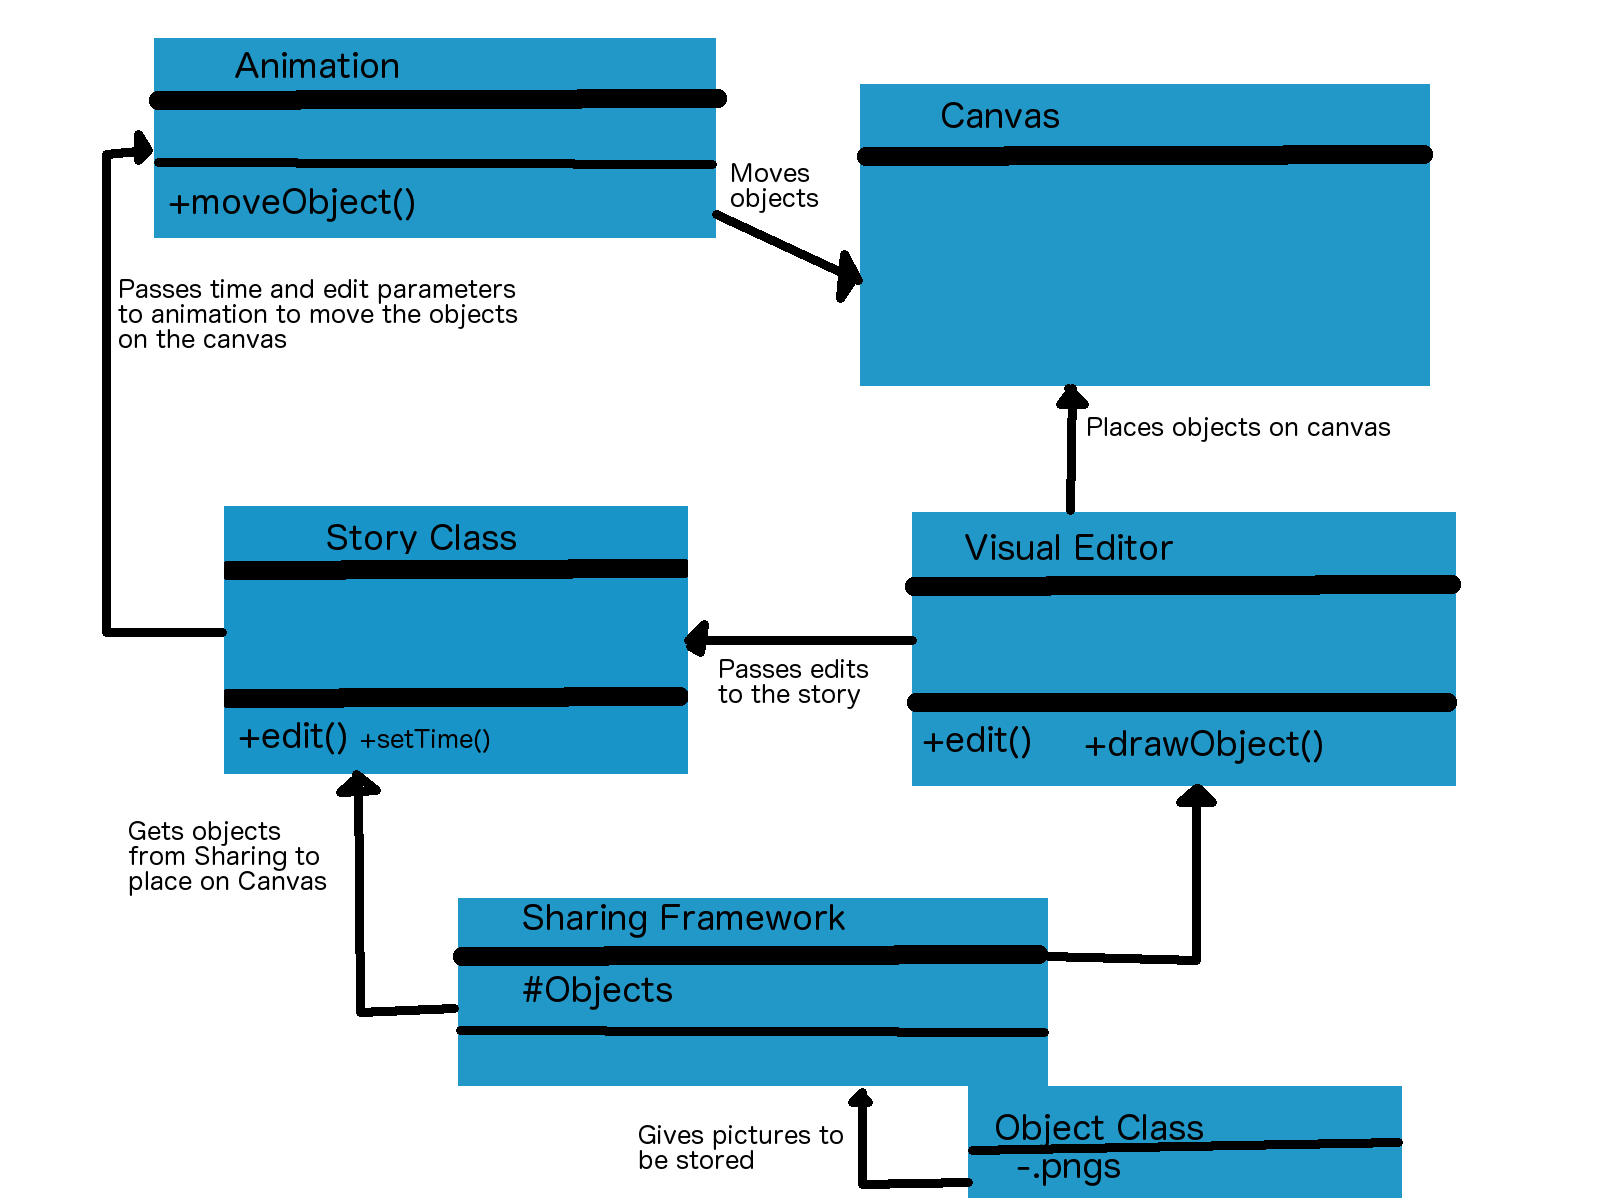 Animation
+moveObject()
Canvas
Moves
objects
Passes time and edit parameters
to animation to move the objects
on the canvas
Places objects on canvas
Story Class
+edit() +setTime()
Visual Editor
+edit() +drawObject()
Passes edits
to the story
Gets objects
from Sharing to
place on Canvas
Sharing Framework
#Objects
Gives pictures to
be stored
Object Class
-.pngs